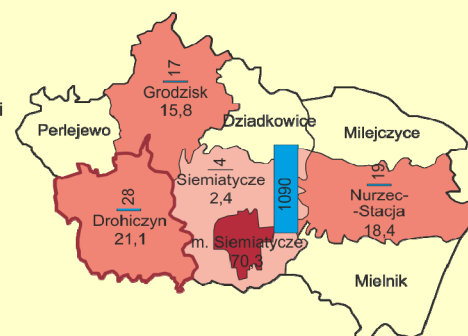 i
17
Grodzisk
15,8
Perlejewo
Dziadkowice
Milejczyce
28
Drohiczyn
21,1
4
Siemiatycze
2,4
1090
19
Nurzec-
-Stacja
18,4
m. Siemiatycze
70,3
Mielnik